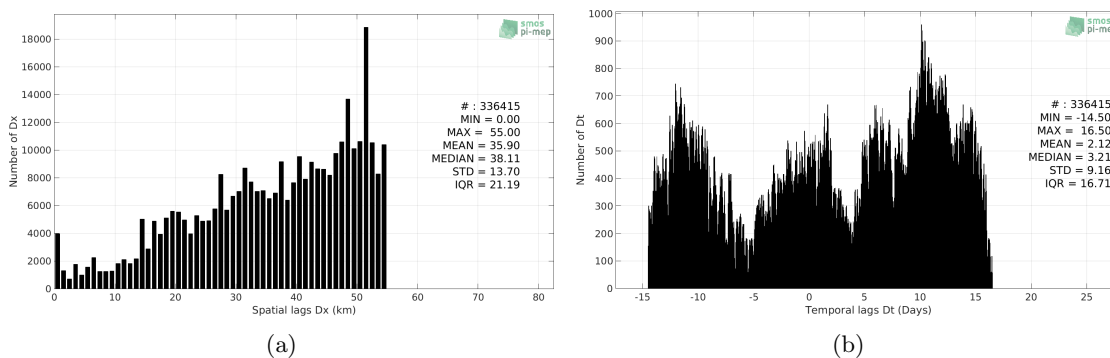 smos
pi-mep
18000
16000
14000
12000
10000
8000
6000
4000
2000
0
Number of Dx
# : 336415
MIN = 0.00
MAX = 55.00
MEAN = 35.90
MEDIAN = 38.11
STD = 13.70
IQR = 21.19
0 10 20 30 40 50 60 70 80
Spatial lags Dx (km)
(a)
smos
pi-mep
1000
900
800
700
600
500
400
300
200
100
0
Number of Dt
# : 336415
MIN = -14.50
MAX = 16.50
MEAN = 2.12
MEDIAN = 3.21
STD = 9.16
IQR = 16.71
-15 -10 -5 0 5 10 15 20 25
Temporal lags Dt (Days)
(b)